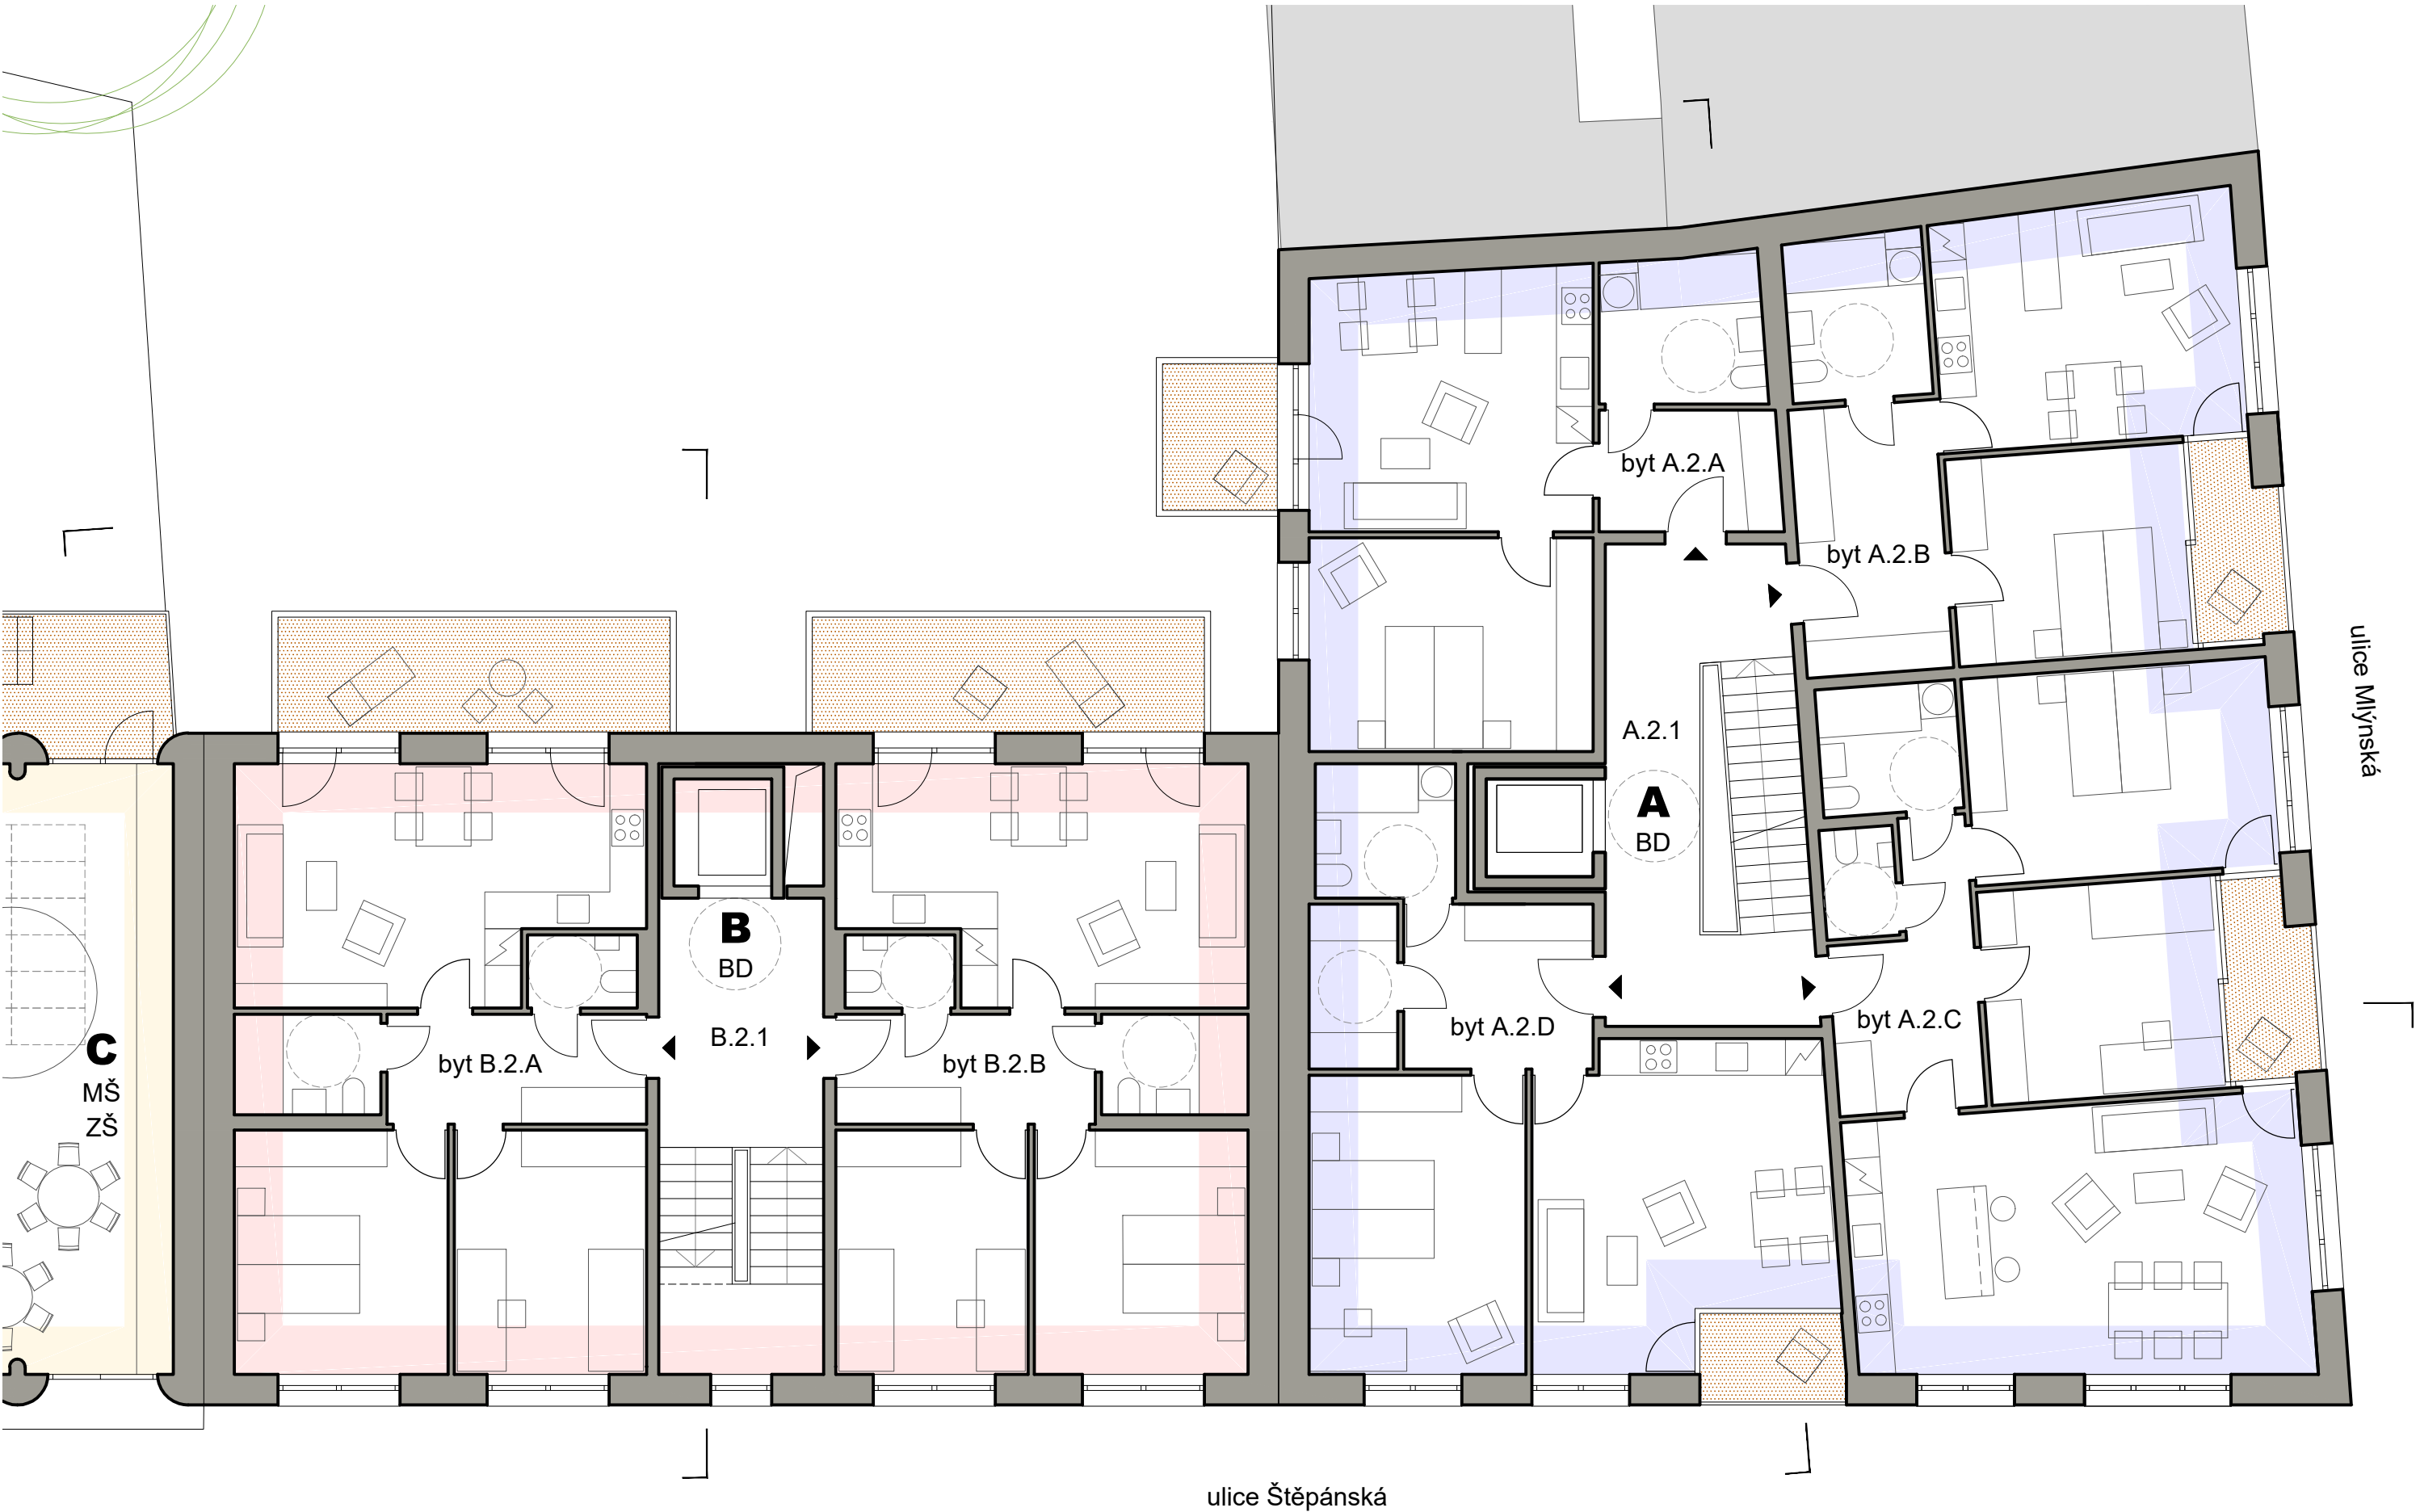 byt A.2.A
byt A.2.B
ulice Mlýnská
A.2.1
A
BD
B
BD
byt A.2.C
byt A.2.D
B.2.1
C
MŠ
ZŠ
byt B.2.A
byt B.2.B
ulice Štěpánská